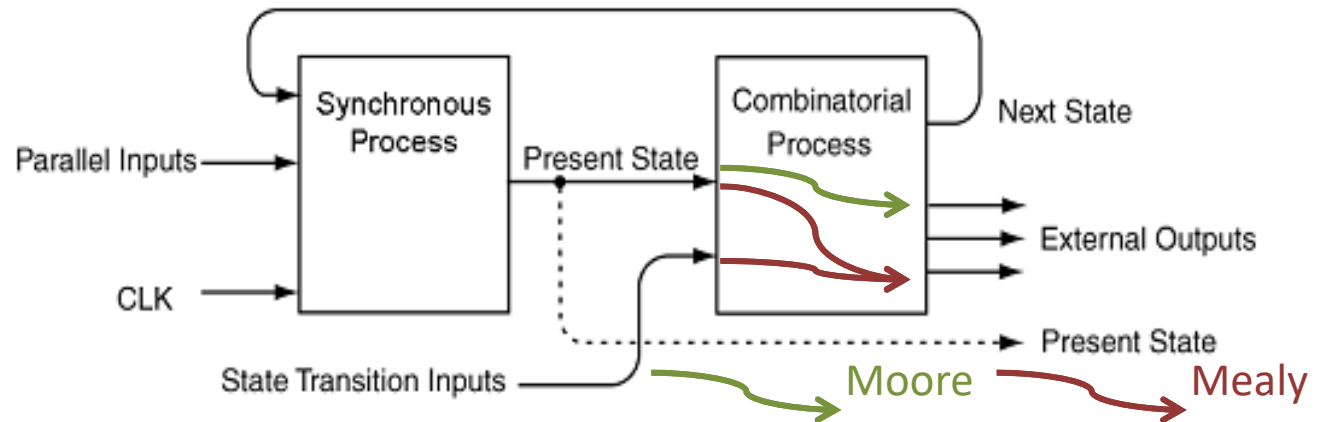 Synchronous
Process
Combinatorial
Process
Next State
Parallel Inputs
Present State
External Outputs
CLK
Present State
State Transition Inputs
Moore
Mealy